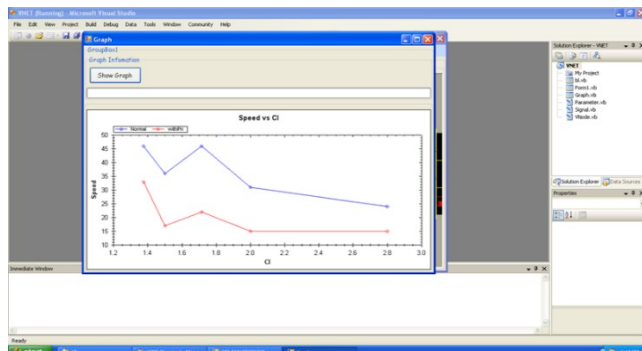 VNET (Running) - Microsoft Visual Studio
File Edit View Project Build Debug Data Tools Window Community Help
Graph
GroupBox1
Graph Infomation
Show Graph
Speed vs CI
Normal
Speed
50
45
40
35
30
25
20
15
10
1.2 1.4 1.6 1.8 2.0 2.2 2.4 2.6 2.8 3.0
CI
Solution Explorer - VNET
VNET
My Project
Form1.vb
Graph.vb
Parameter.vb
Signal.vb
VNode.vb
Solution Explorer Data Sources
Properties
Immediate Window
Ready